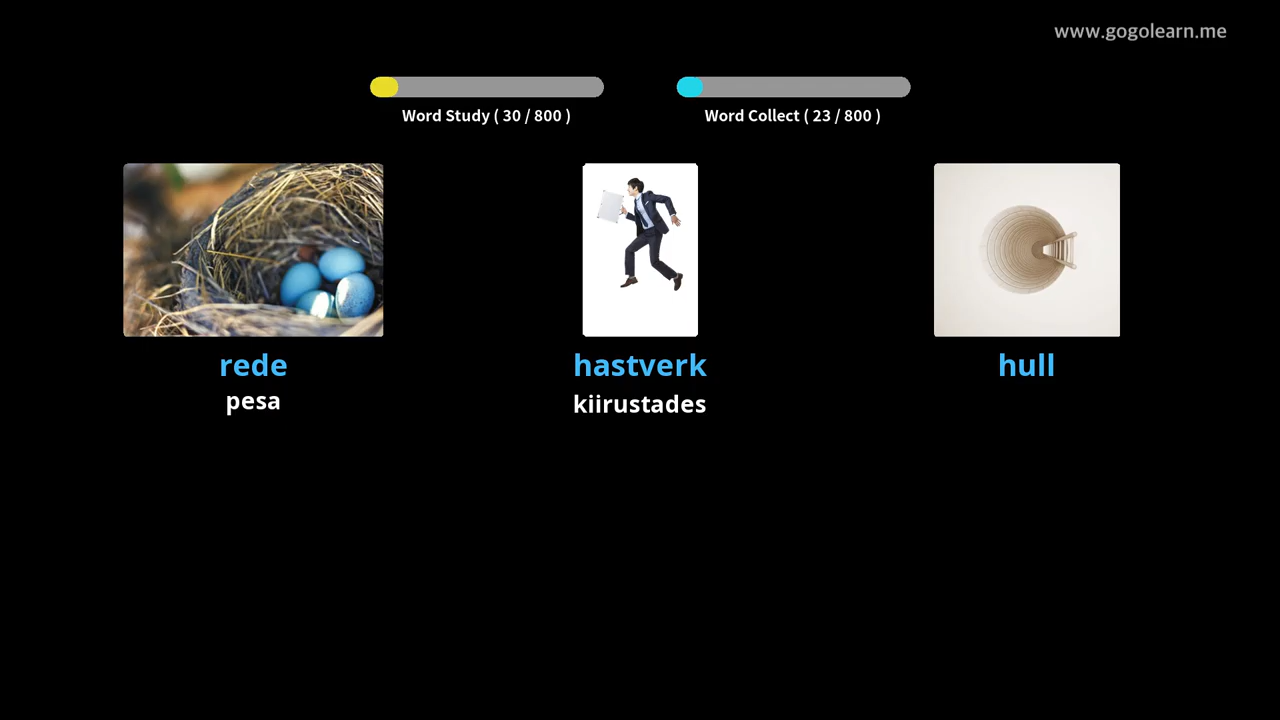 www.gogolearn.me
Word Study ( 30 / 800 )
Word Collect ( 23 / 800 )
rede
pesa
hastverk
kiirustades
hull